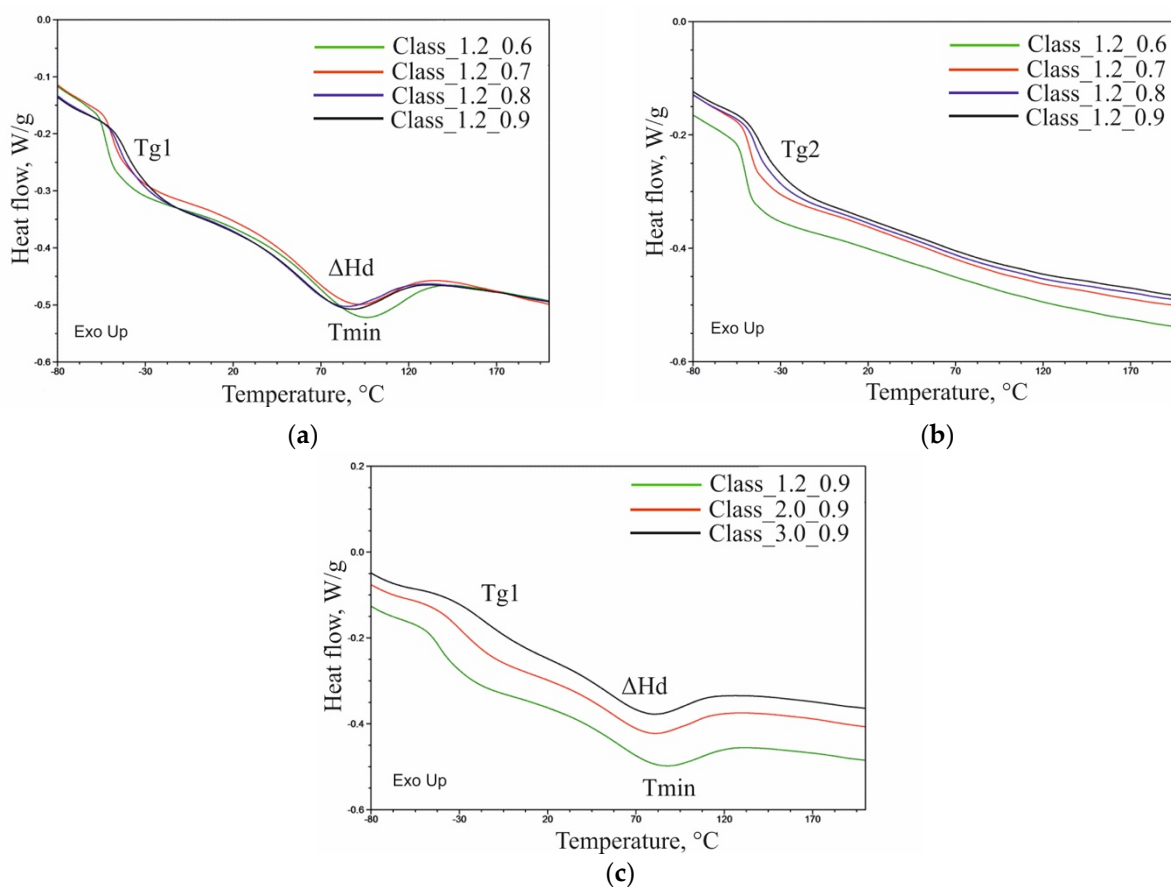 0.0
-0.1
-0.2
-0.3
-0.4
-0.5
-0.6
Heat flow, W/g
Class_1.2_0.6
Class_1.2_0.7
Class_1.2_0.8
Class_1.2_0.9
Tg1
ΔHd
Tmin
Exo Up
-80 -30 20 70 120 170
Temperature, °C
(a)
0.0
-0.2
-0.4
-0.6
Heat flow, W/g
Class_1.2_0.6
Class_1.2_0.7
Class_1.2_0.8
Class_1.2_0.9
Tg2
Exo Up
-80 -30 20 70 120 170
Temperature, °C
(b)
0.2
0.0
-0.2
-0.4
-0.6
Heat flow, W/g
Class_1.2_0.9
Class_2.0_0.9
Class_3.0_0.9
Tg1
ΔHd
Tmin
Exo Up
-80 -30 20 70 120 170
Temperature, °C
(c)